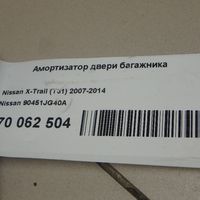 Амортизатор двери багажника
Nissan X-Trail (T31) 2007-2014
Nissan 90451JG40A
70 062 504